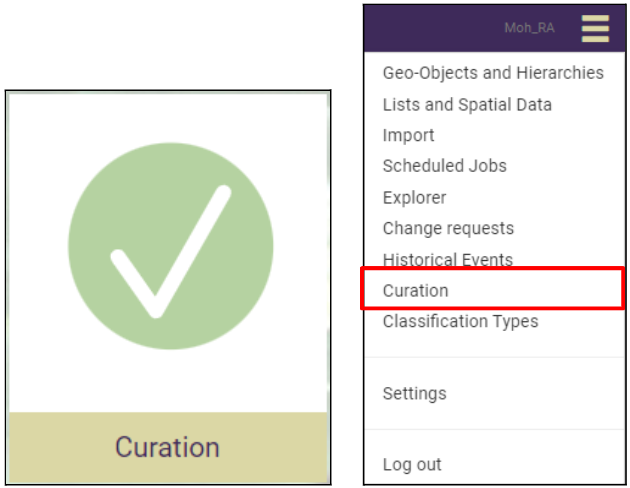 Curation
Moh_RA
Geo-Objects and Hierarchies
Lists and Spatial Data
Import
Scheduled Jobs
Explorer
Change requests
Historical Events
Curation
Classification Types
Settings
Log out